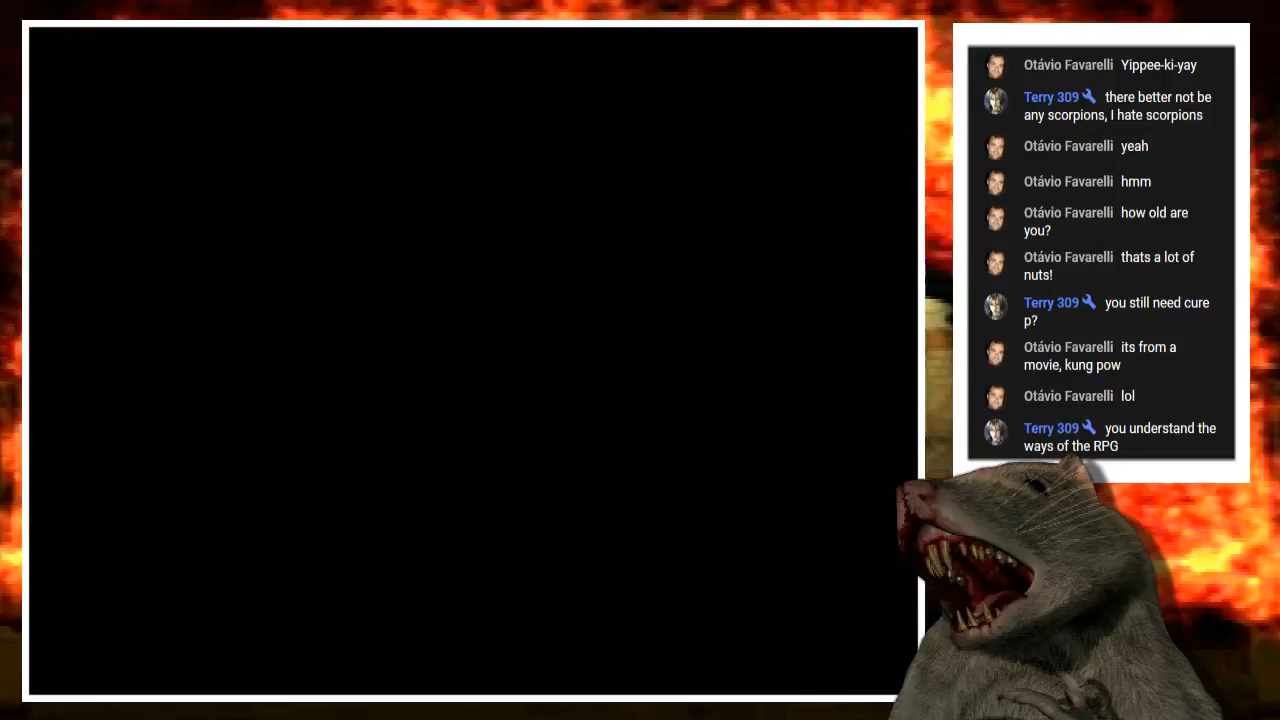 Otávio Favarelli Yippee-ki-yay
Terry 309 there better not be
any scorpions, I hate scorpions
Otávio Favarelli yeah
Otávio Favarelli hmm
Otávio Favarelli how old are
you?
Otávio Favarelli thats a lot of
nuts!
Terry 309 you still need cure
p?
Otávio Favarelli its from a
movie, kung pow
Otávio Favarelli lol
Terry 309 you understand the
ways of the RPG